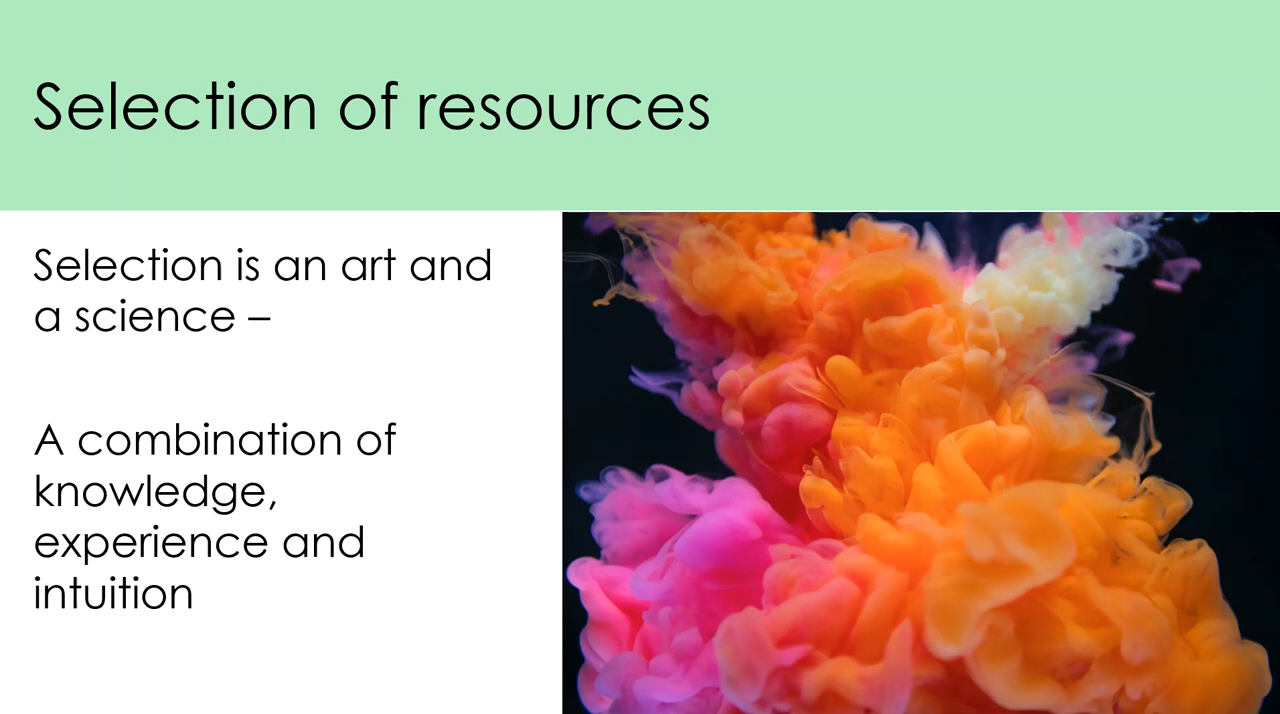 Selection of resources
Selection is an art and
a science –
A combination of
knowledge,
experience and
intuition